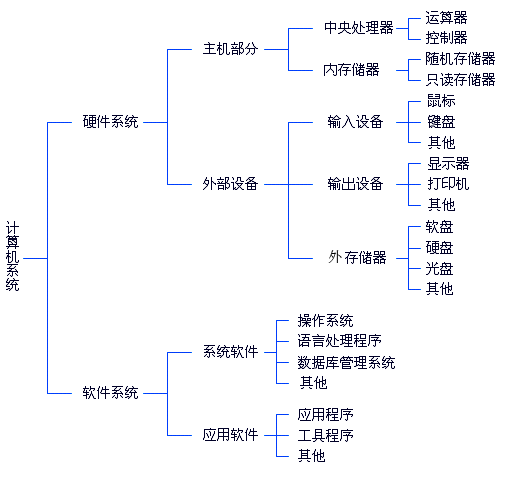 计算机系统
硬件系统
主机部分
中央处理器
运算器
控制器
内存储器
随机存储器
只读存储器
外部设备
输入设备
鼠标
键盘
其他
输出设备
显示器
打印机
其他
外存储器
软盘
硬盘
光盘
其他
软件系统
系统软件
操作系统
语言处理程序
数据库管理系统
其他
应用软件
应用程序
工具程序
其他